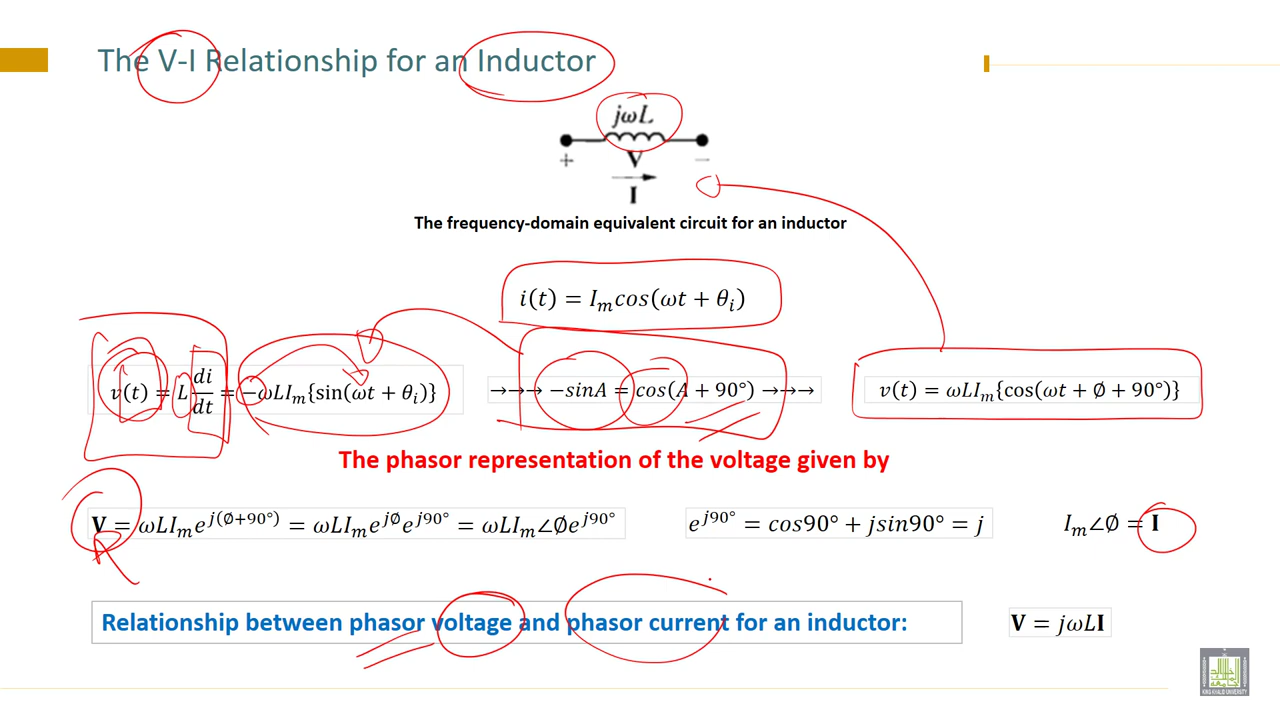 The V-I Relationship for an Inductor
jωL
+ V −
I
The frequency-domain equivalent circuit for an inductor
i(t) = I_m cos(ωt + θ_i)
v(t) = L di/dt = −ωLI_m{sin(ωt + θ_i)} →→→ −sinA = cos(A + 90°) →→→ v(t) = ωLI_m{cos(ωt + ∅ + 90°)}
The phasor representation of the voltage given by
V = ωLI_m e^{j(∅+90°)} = ωLI_m e^{j∅} e^{j90°} = ωLI_m∠∅e^{j90°} e^{j90°} = cos90° + jsin90° = j I_m∠∅ = I
Relationship between phasor voltage and phasor current for an inductor: V = jωLI
KING KHALID UNIVERSITY